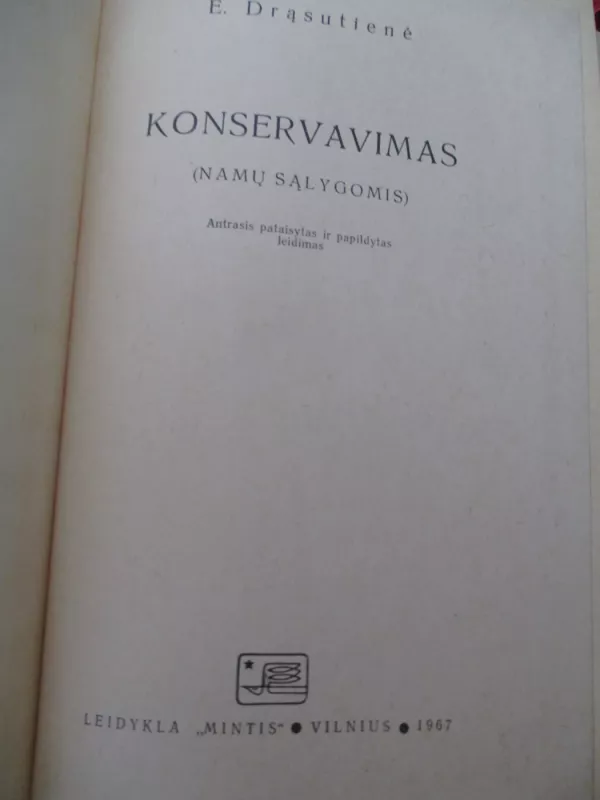 E. Drąsutienė
KONSERVAVIMAS
(NAMŲ SĄLYGOMIS)
Antrasis pataisytas ir papildytas
leidimas
LEIDYKLA „MINTIS“ ● VILNIUS ● 1967